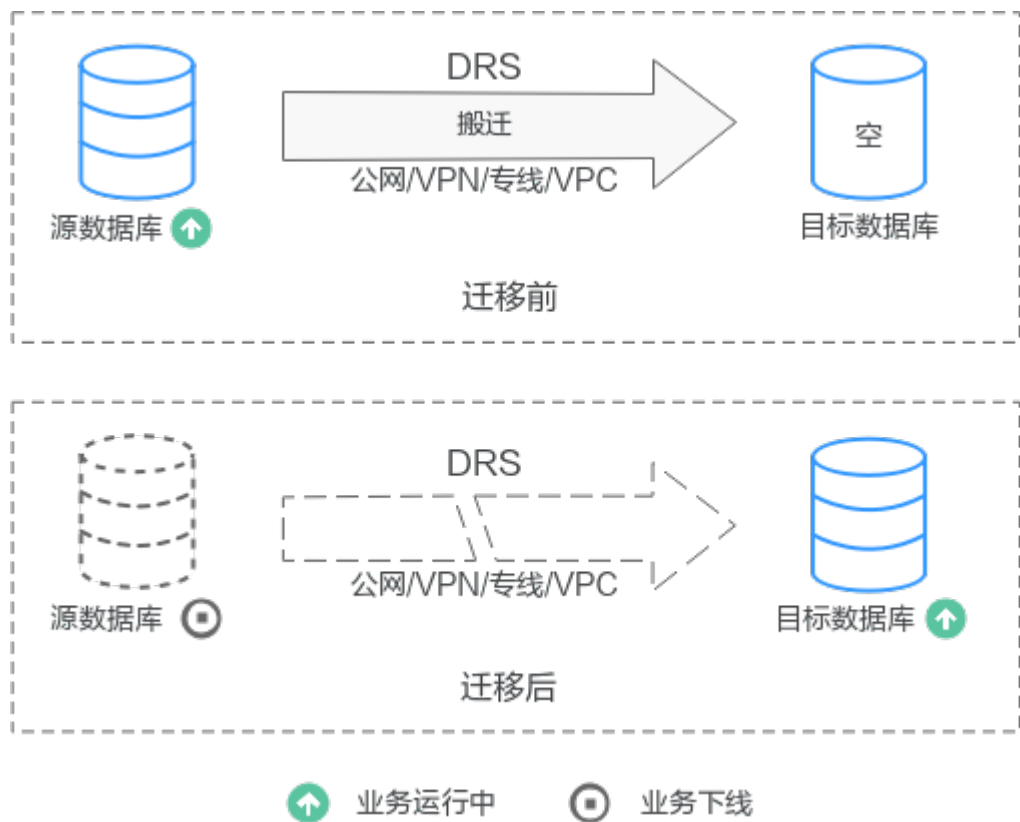 DRS
搬迁
空
公网/VPN/专线/VPC
源数据库
目标数据库
迁移前
DRS
公网/VPN/专线/VPC
源数据库
目标数据库
迁移后
业务运行中
业务下线